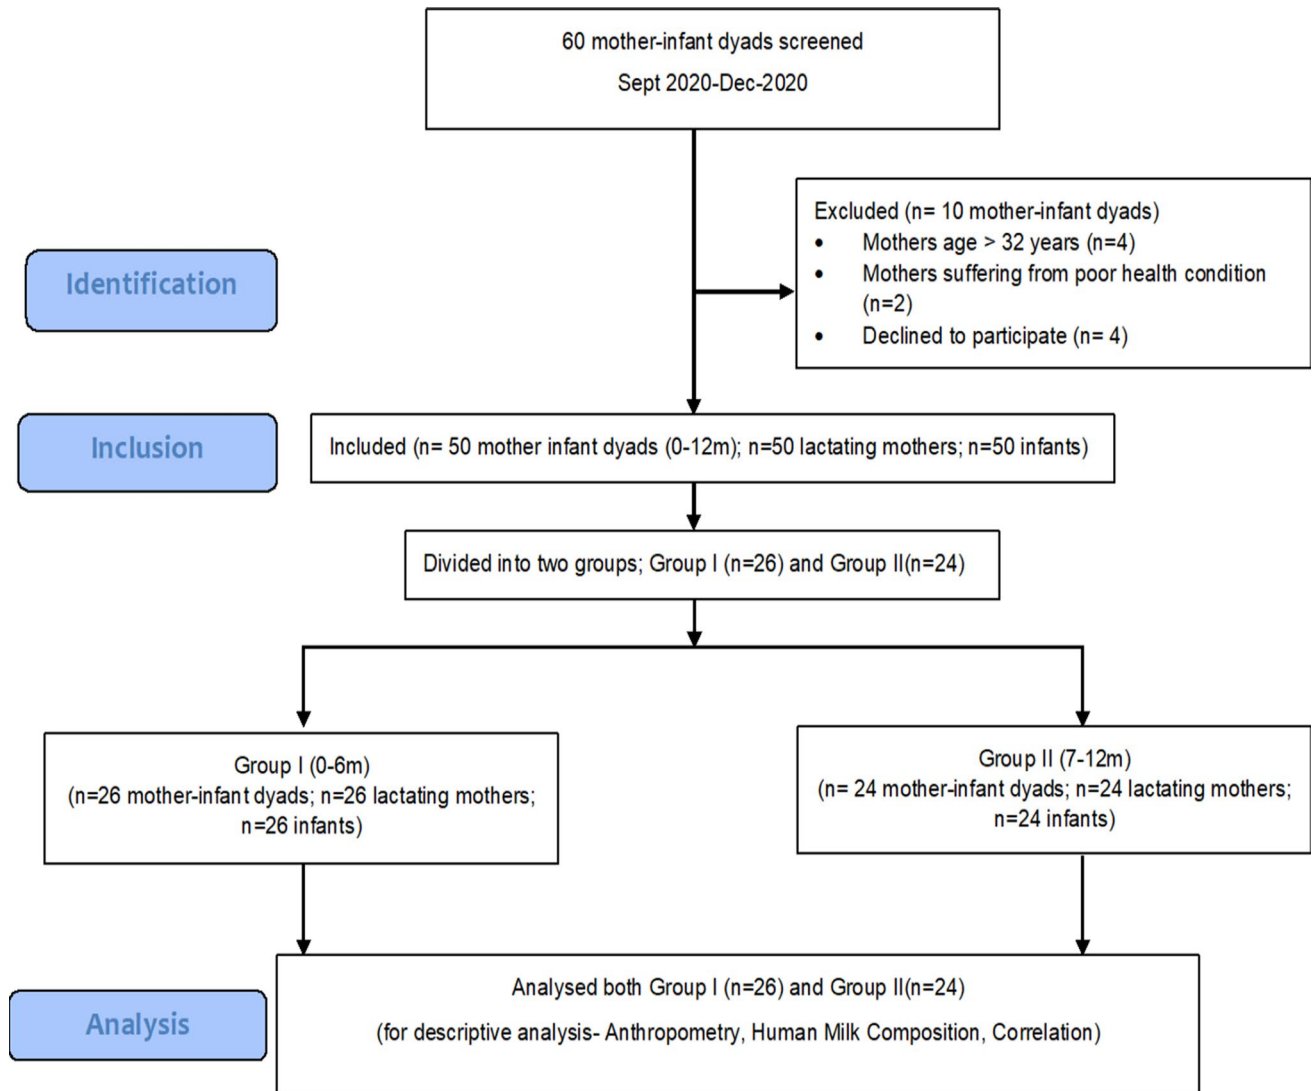 60 mother-infant dyads screened
Sept 2020-Dec-2020
Excluded (n= 10 mother-infant dyads)
• Mothers age > 32 years (n=4)
• Mothers suffering from poor health condition
(n=2)
• Declined to participate (n= 4)
Identification
Inclusion
Included (n= 50 mother infant dyads (0-12m); n=50 lactating mothers; n=50 infants)
Divided into two groups; Group I (n=26) and Group II(n=24)
Group I (0-6m)
(n=26 mother-infant dyads; n=26 lactating mothers;
n=26 infants)
Group II (7-12m)
(n= 24 mother-infant dyads; n=24 lactating mothers;
n=24 infants)
Analysis
Analysed both Group I (n=26) and Group II(n=24)
(for descriptive analysis- Anthropometry, Human Milk Composition, Correlation)